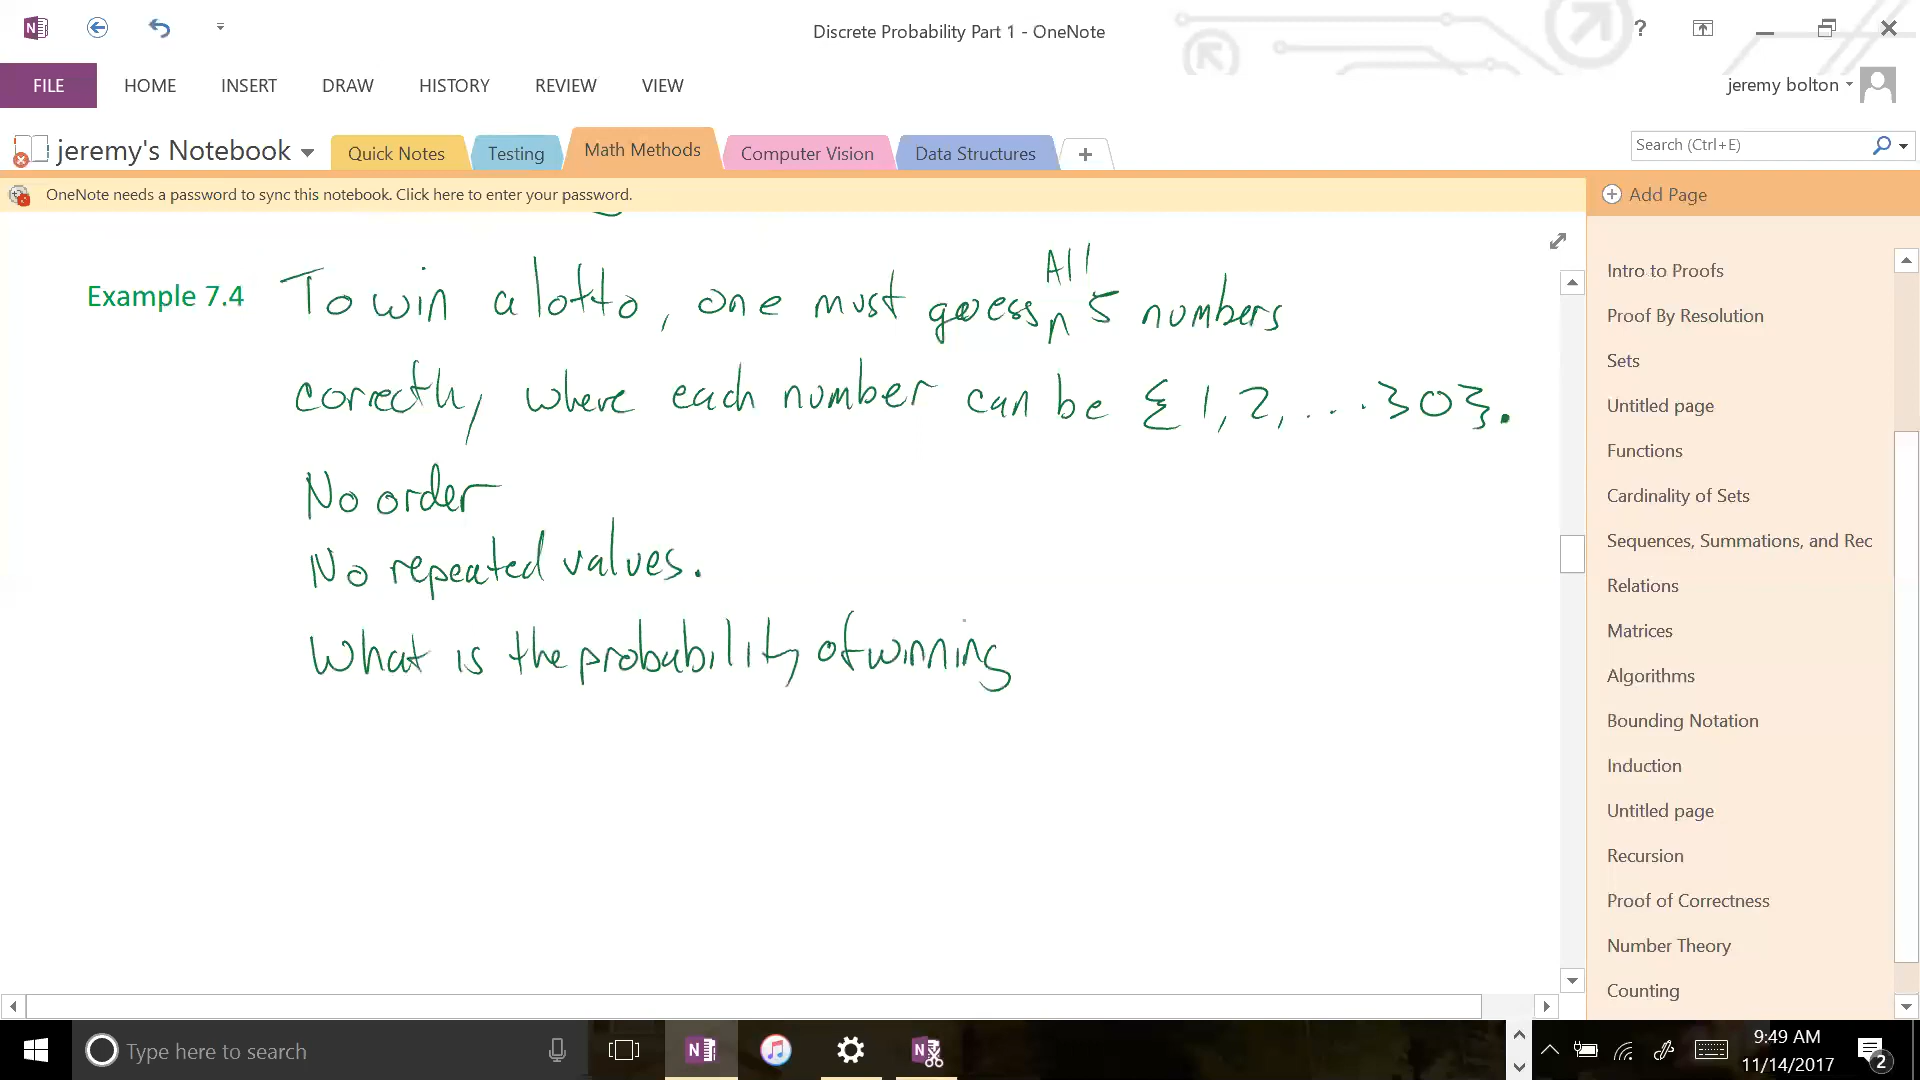 Discrete Probability Part 1 - OneNote
?
FILE HOME INSERT DRAW HISTORY REVIEW VIEW
jeremy bolton
jeremy's Notebook
Quick Notes Testing Math Methods Computer Vision Data Structures +
Search (Ctrl+E)
OneNote needs a password to sync this notebook. Click here to enter your password.
Add Page
All
Example 7.4 To win a lotto, one must guess 5 numbers
correctly, where each number can be {1, 2, ... 30}.
No order
No repeated values.
What is the probability of winning
Intro to Proofs
Proof By Resolution
Sets
Untitled page
Functions
Cardinality of Sets
Sequences, Summations, and Rec
Relations
Matrices
Algorithms
Bounding Notation
Induction
Untitled page
Recursion
Proof of Correctness
Number Theory
Counting
Type here to search
9:49 AM
11/14/2017
2